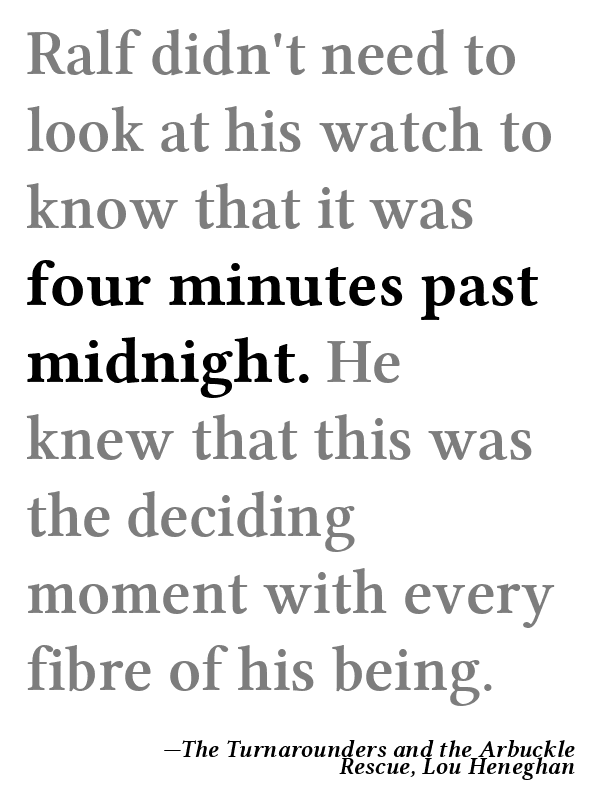 Ralf didn't need to
look at his watch to
know that it was
four minutes past
midnight. He
knew that this was
the deciding
moment with every
fibre of his being.
—The Turnarounders and the Arbuckle
Rescue, Lou Heneghan